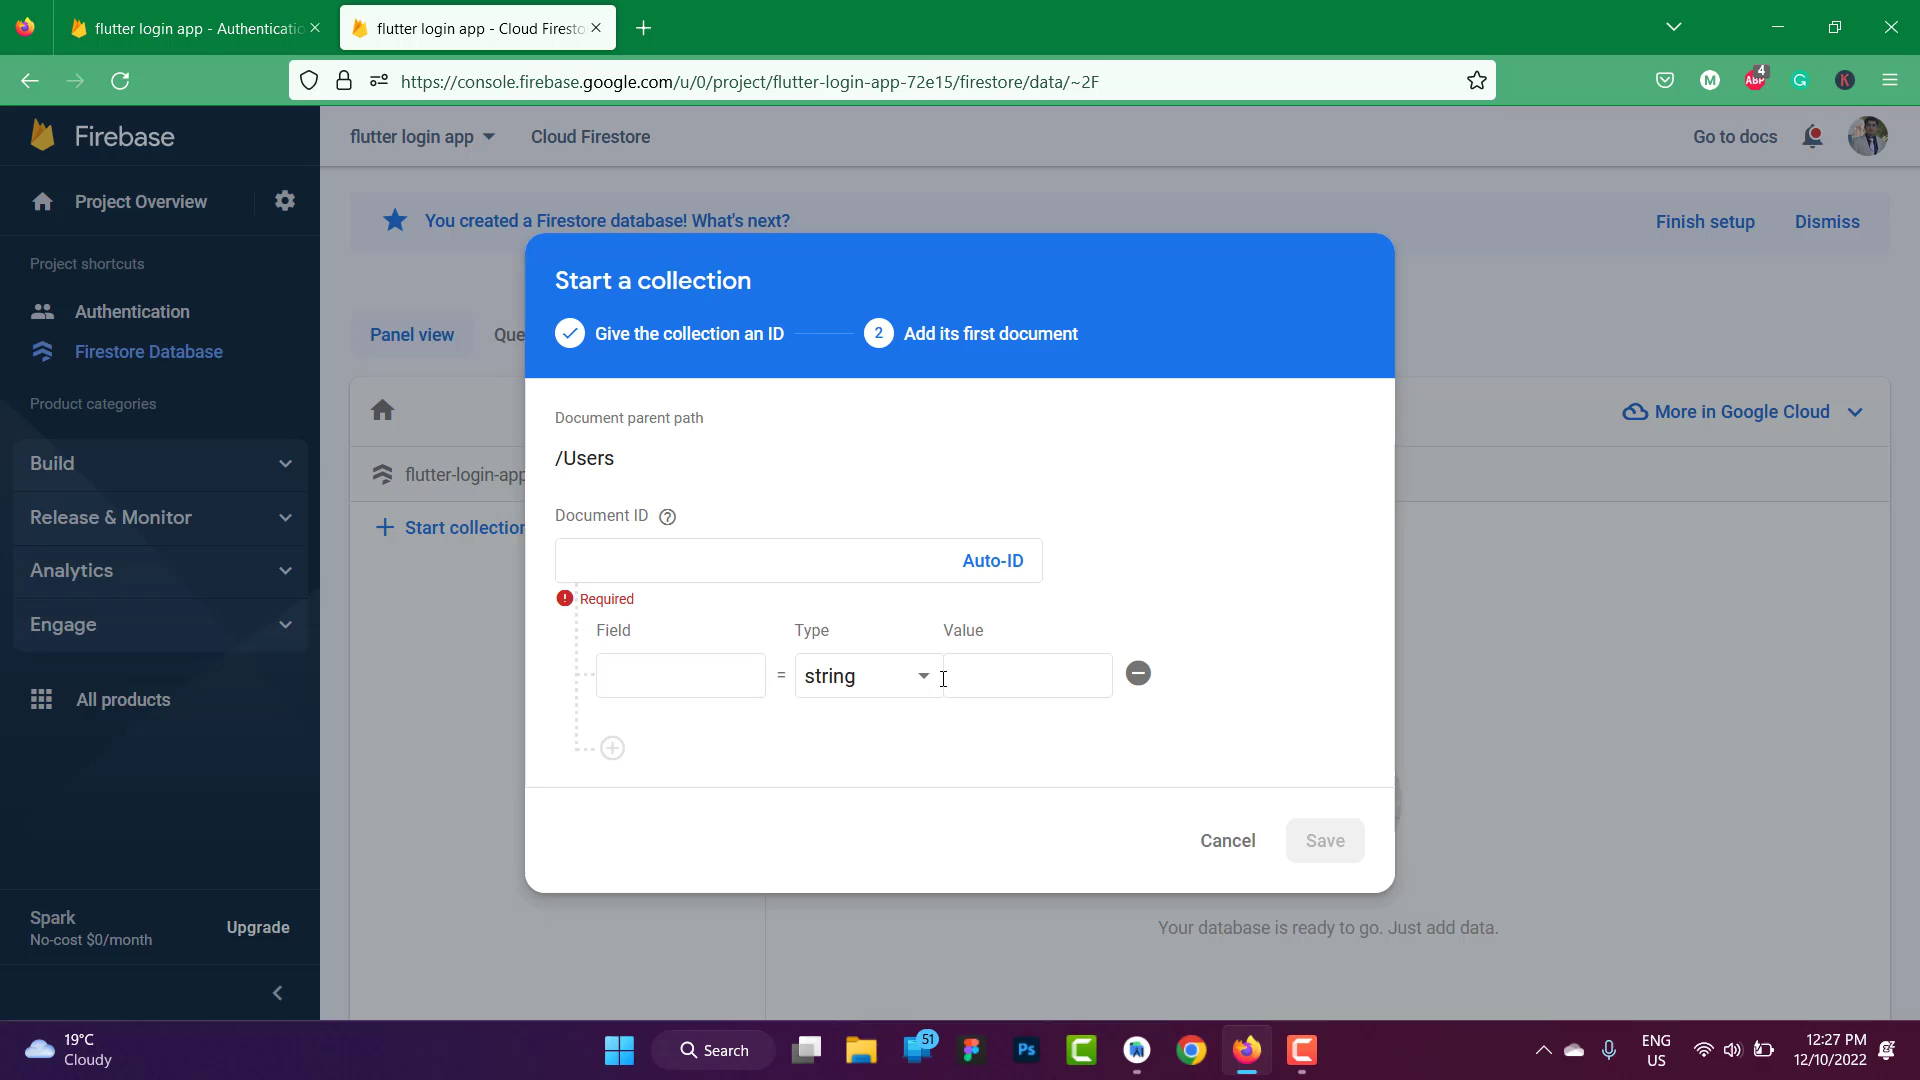 flutter login app - Authenticatio
flutter login app - Cloud Firesto
https://console.firebase.google.com/u/0/project/flutter-login-app-72e15/firestore/data/~2F
M
ABP
4
G
K
Firebase
flutter login app
Cloud Firestore
Go to docs
Project Overview
You created a Firestore database! What's next?
Finish setup
Dismiss
Project shortcuts
Authentication
Firestore Database
Product categories
Build
Release & Monitor
Analytics
Engage
All products
Spark
No-cost $0/month
Upgrade
Panel view
Que
More in Google Cloud
flutter-login-app
Start collection
Start a collection
Give the collection an ID
2
Add its first document
Document parent path
/Users
Document ID
Auto-ID
Required
Field
Type
Value
=
string
Cancel
Save
Your database is ready to go. Just add data.
19°C
Cloudy
Search
51
Ps
ENG
US
12:27 PM
12/10/2022